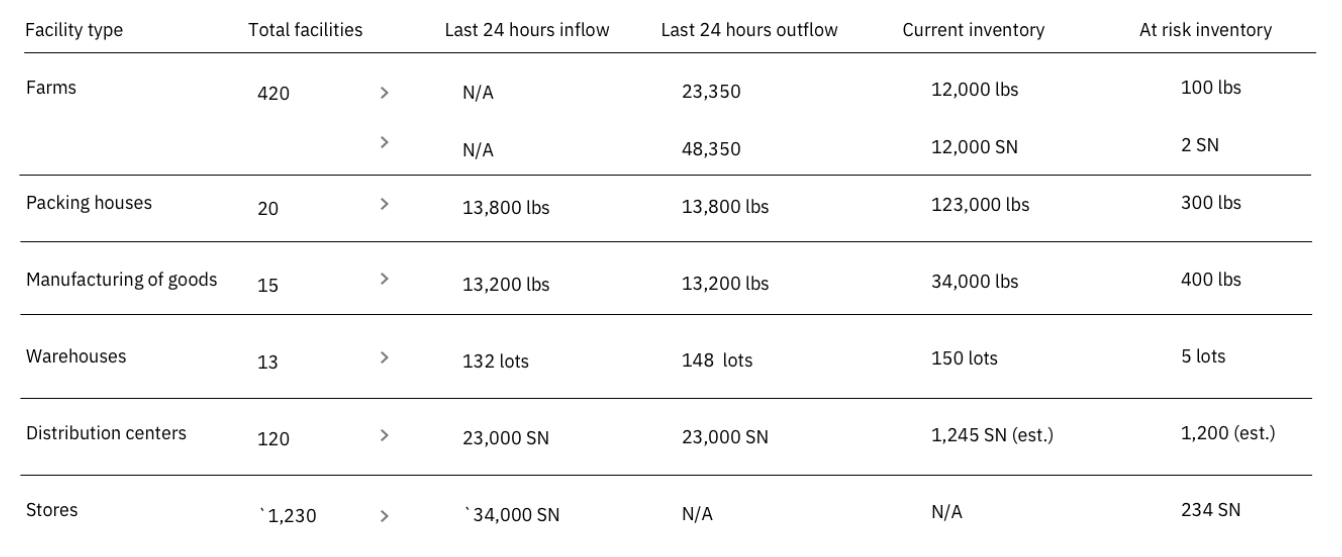 Facility type Total facilities Last 24 hours inflow Last 24 hours outflow Current inventory At risk inventory
Farms 420 > N/A 23,350 12,000 lbs 100 lbs
> N/A 48,350 12,000 SN 2 SN
Packing houses 20 > 13,800 lbs 13,800 lbs 123,000 lbs 300 lbs
Manufacturing of goods 15 > 13,200 lbs 13,200 lbs 34,000 lbs 400 lbs
Warehouses 13 > 132 lots 148 lots 150 lots 5 lots
Distribution centers 120 > 23,000 SN 23,000 SN 1,245 SN (est.) 1,200 (est.)
Stores `1,230 > `34,000 SN N/A N/A 234 SN